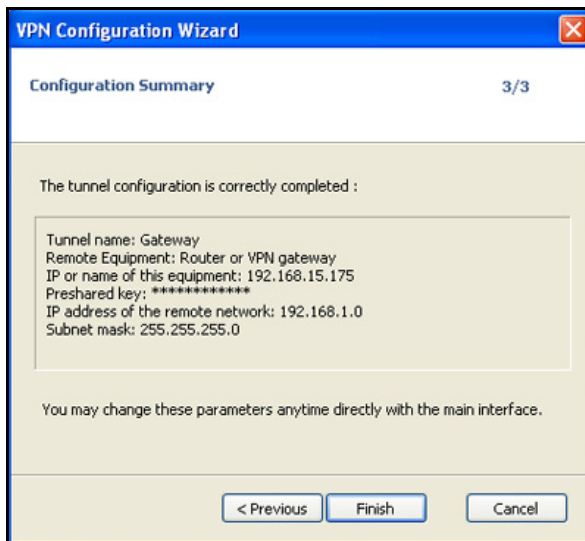 VPN Configuration Wizard
Configuration Summary 3/3
The tunnel configuration is correctly completed :
Tunnel name: Gateway
Remote Equipment: Router or VPN gateway
IP or name of this equipment: 192.168.15.175
Preshared key: ************
IP address of the remote network: 192.168.1.0
Subnet mask: 255.255.255.0
You may change these parameters anytime directly with the main interface.
< Previous Finish Cancel